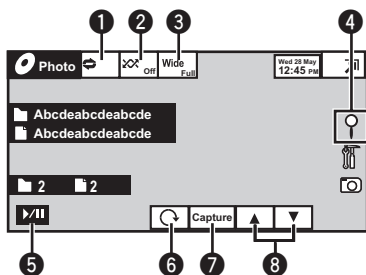 1 2 3 4
Photo Off Wide Full Wed 28 May 12:45 PM
Abcdeabcdeabcde
Abcdeabcdeabcde
2 2
Capture
5 6 7 8